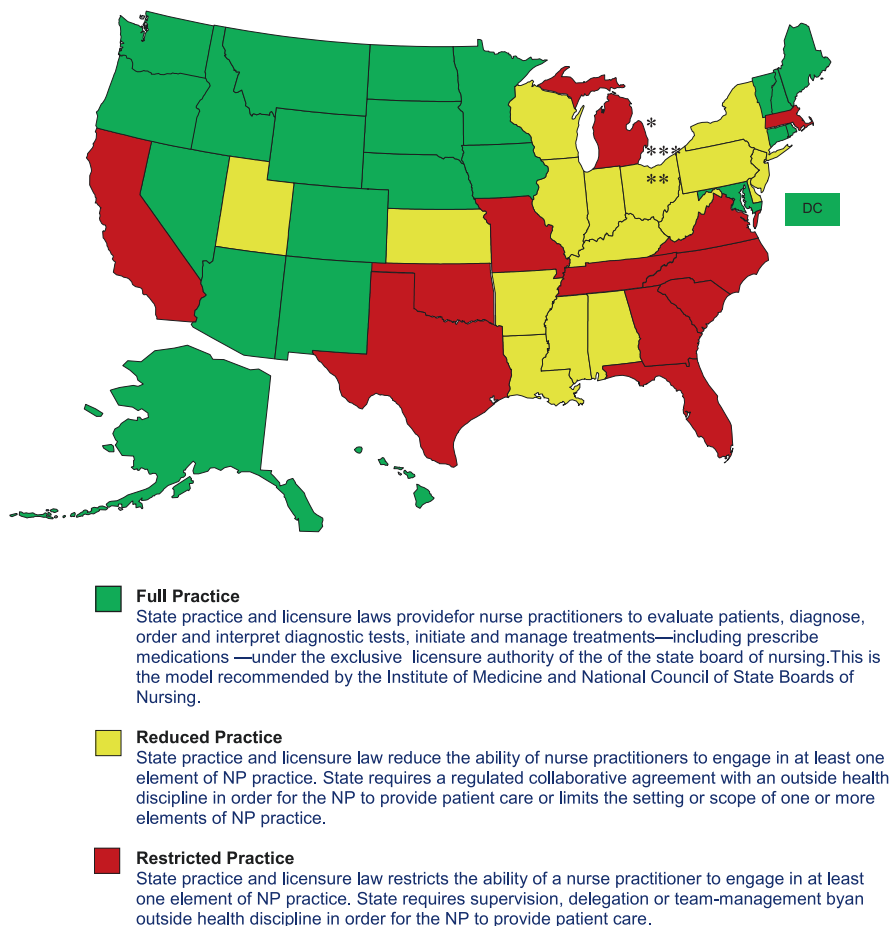 *
***
**
DC
Full Practice
State practice and licensure laws providefor nurse practitioners to evaluate patients, diagnose,
order and interpret diagnostic tests, initiate and manage treatments—including prescribe
medications —under the exclusive licensure authority of the of the state board of nursing.This is
the model recommended by the Institute of Medicine and National Council of State Boards of
Nursing.
Reduced Practice
State practice and licensure law reduce the ability of nurse practitioners to engage in at least one
element of NP practice. State requires a regulated collaborative agreement with an outside health
discipline in order for the NP to provide patient care or limits the setting or scope of one or more
elements of NP practice.
Restricted Practice
State practice and licensure law restricts the ability of a nurse practitioner to engage in at least
one element of NP practice. State requires supervision, delegation or team-management byan
outside health discipline in order for the NP to provide patient care.